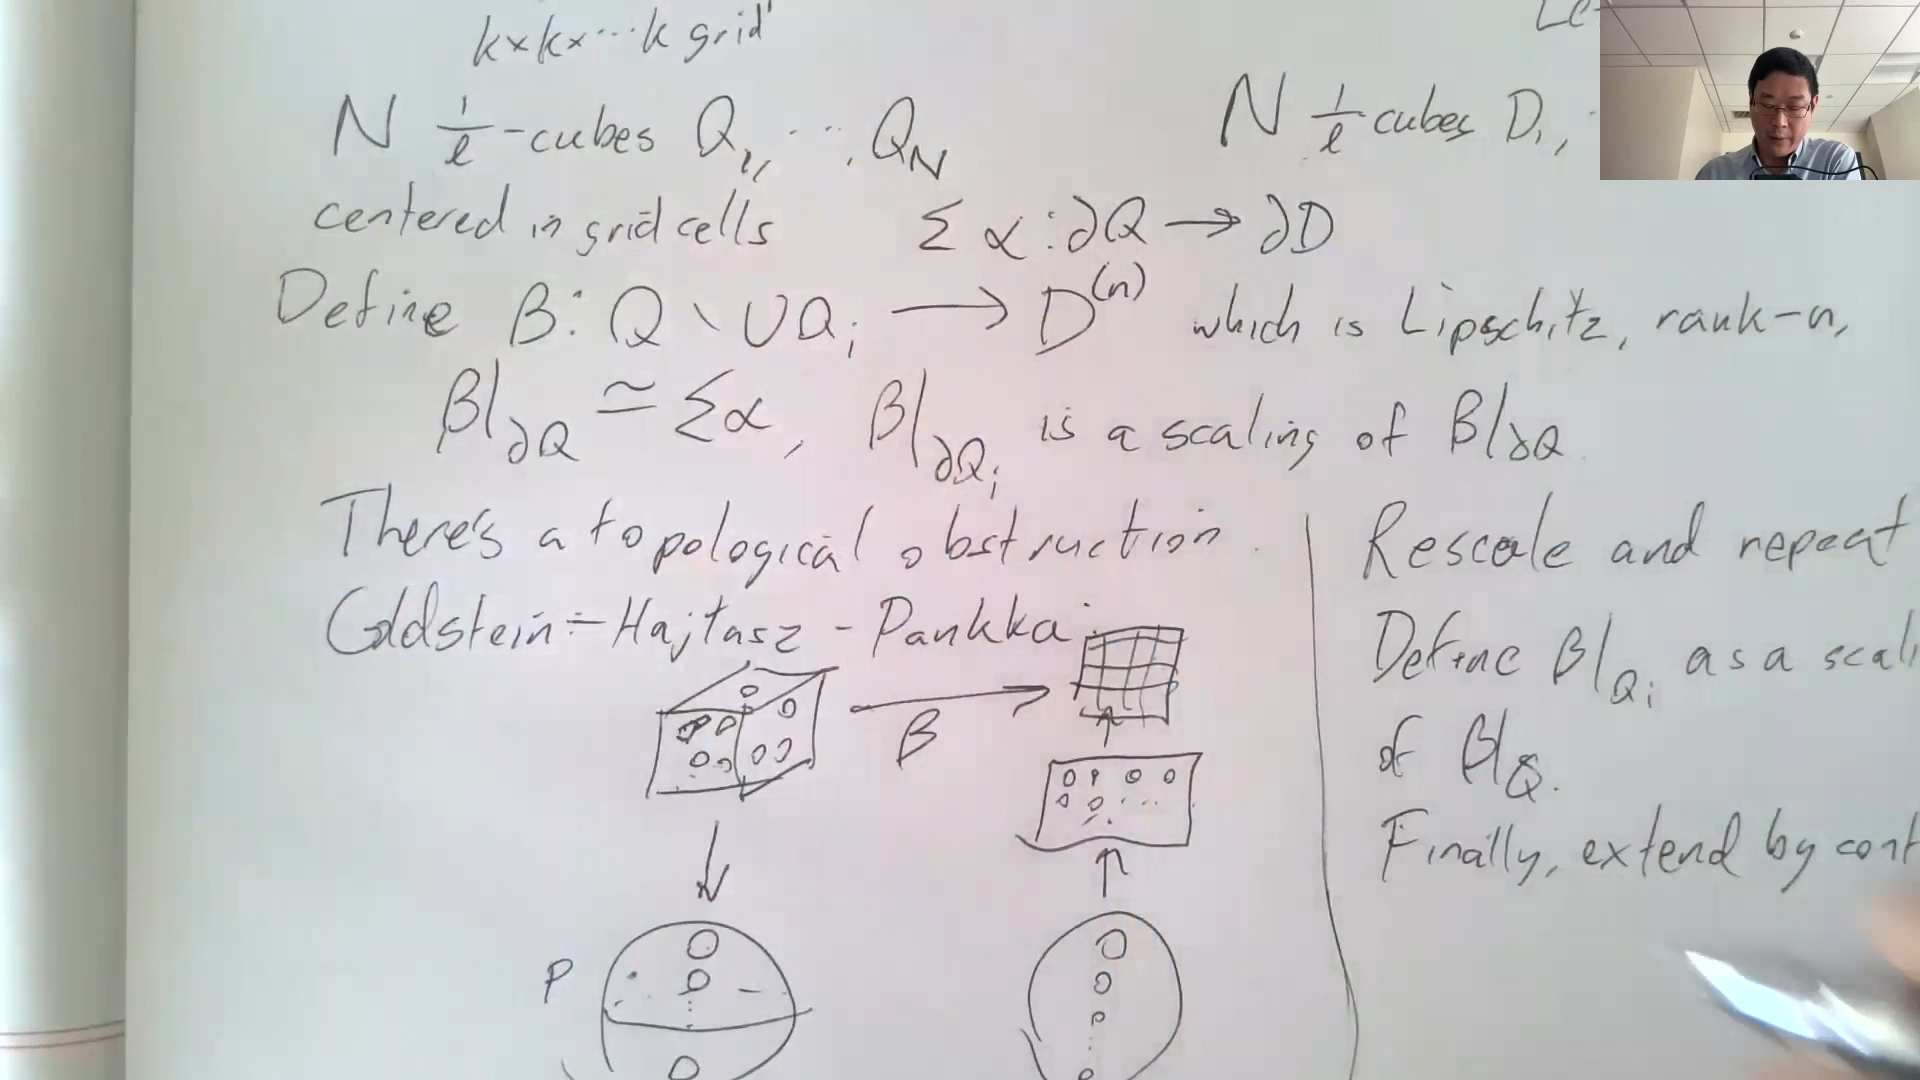 k×k×···k grid
N 1/ℓ-cubes Q₁, ···, Q_N
centered in grid cells
N 1/ℓ cubes D₁,
Σα : ∂Q → ∂D
Define β : Q \ ∪Q_i → D^(n) which is Lipschitz, rank-n,
β|_∂Q ≃ Σα, β|_∂Q_i is a scaling of β|_∂Q
There's a topological obstruction.
Goldstein - Hajłasz - Pankka:
β
P
Rescale and repeat
Define β|_Q_i as a scali
of β|_Q.
Finally, extend by cont